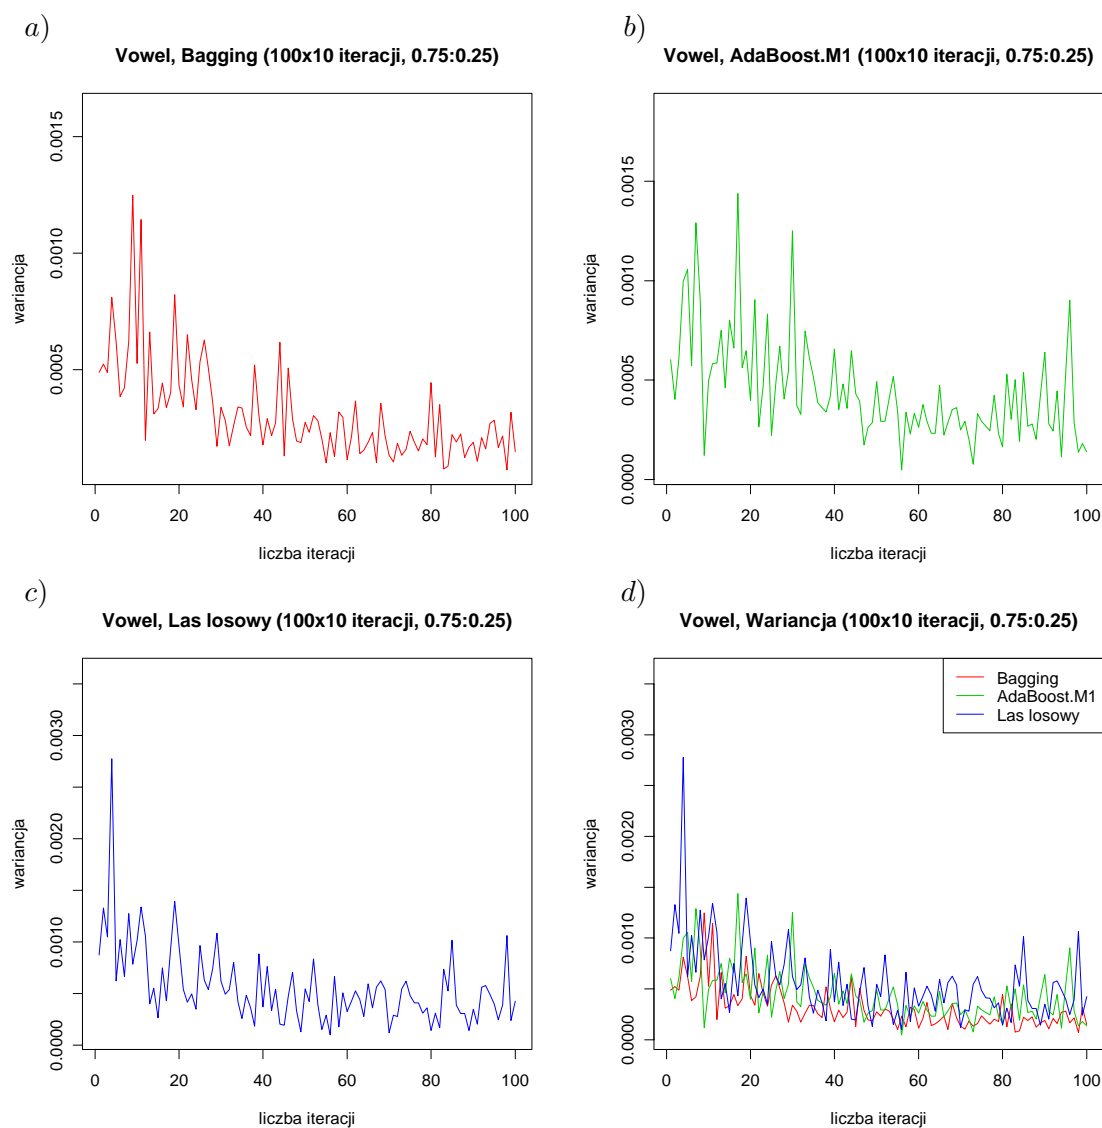 a)
Vowel, Bagging (100x10 iteracji, 0.75:0.25)
wariancja
0.0005
0.0010
0.0015
0 20 40 60 80 100
liczba iteracji
b)
Vowel, AdaBoost.M1 (100x10 iteracji, 0.75:0.25)
wariancja
0.0000
0.0005
0.0010
0.0015
0 20 40 60 80 100
liczba iteracji
c)
Vowel, Las losowy (100x10 iteracji, 0.75:0.25)
wariancja
0.0000
0.0010
0.0020
0.0030
0 20 40 60 80 100
liczba iteracji
d)
Vowel, Wariancja (100x10 iteracji, 0.75:0.25)
Bagging
AdaBoost.M1
Las losowy
wariancja
0.0000
0.0010
0.0020
0.0030
0 20 40 60 80 100
liczba iteracji